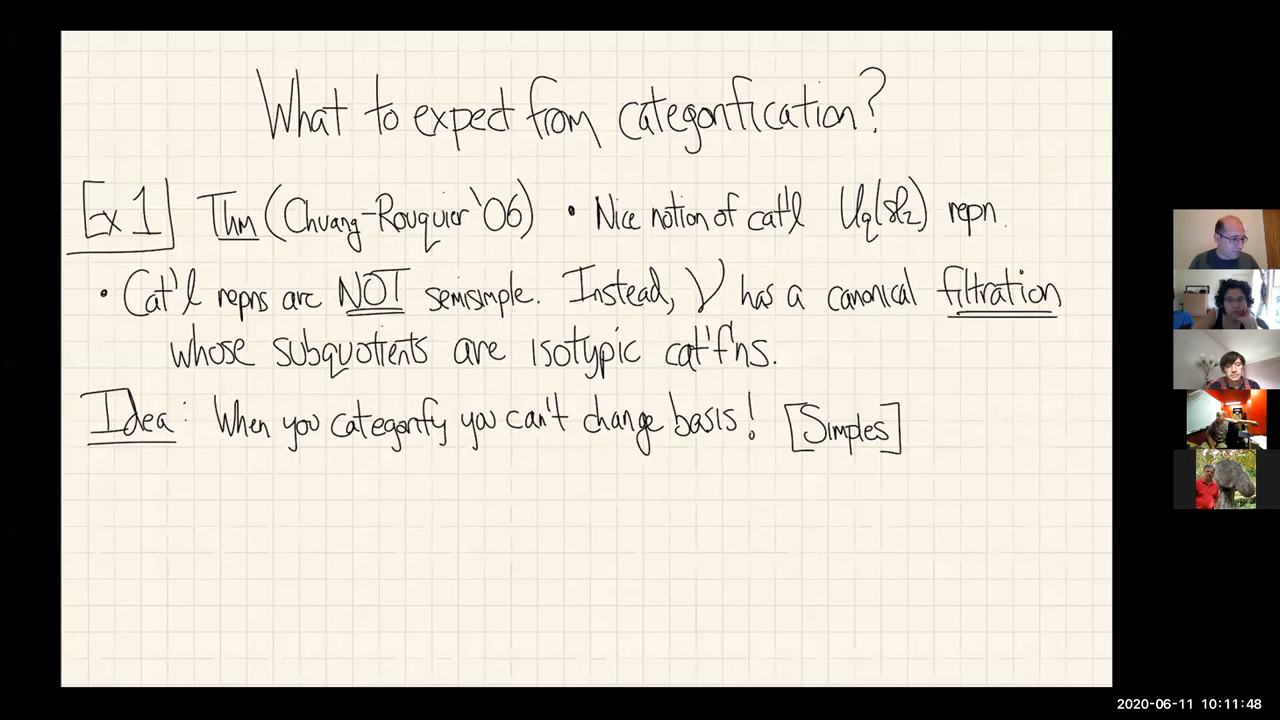 What to expect from categorification?
Ex 1 Thm (Chuang-Rouquier '06) • Nice notion of cat'l Uq(sl2) repn.
• Cat'l repns are NOT semisimple. Instead, V has a canonical filtration
whose subquotients are isotypic cat'f'ns.
Idea: When you categorify you can't change basis! [Simples]
2020-06-11 10:11:48